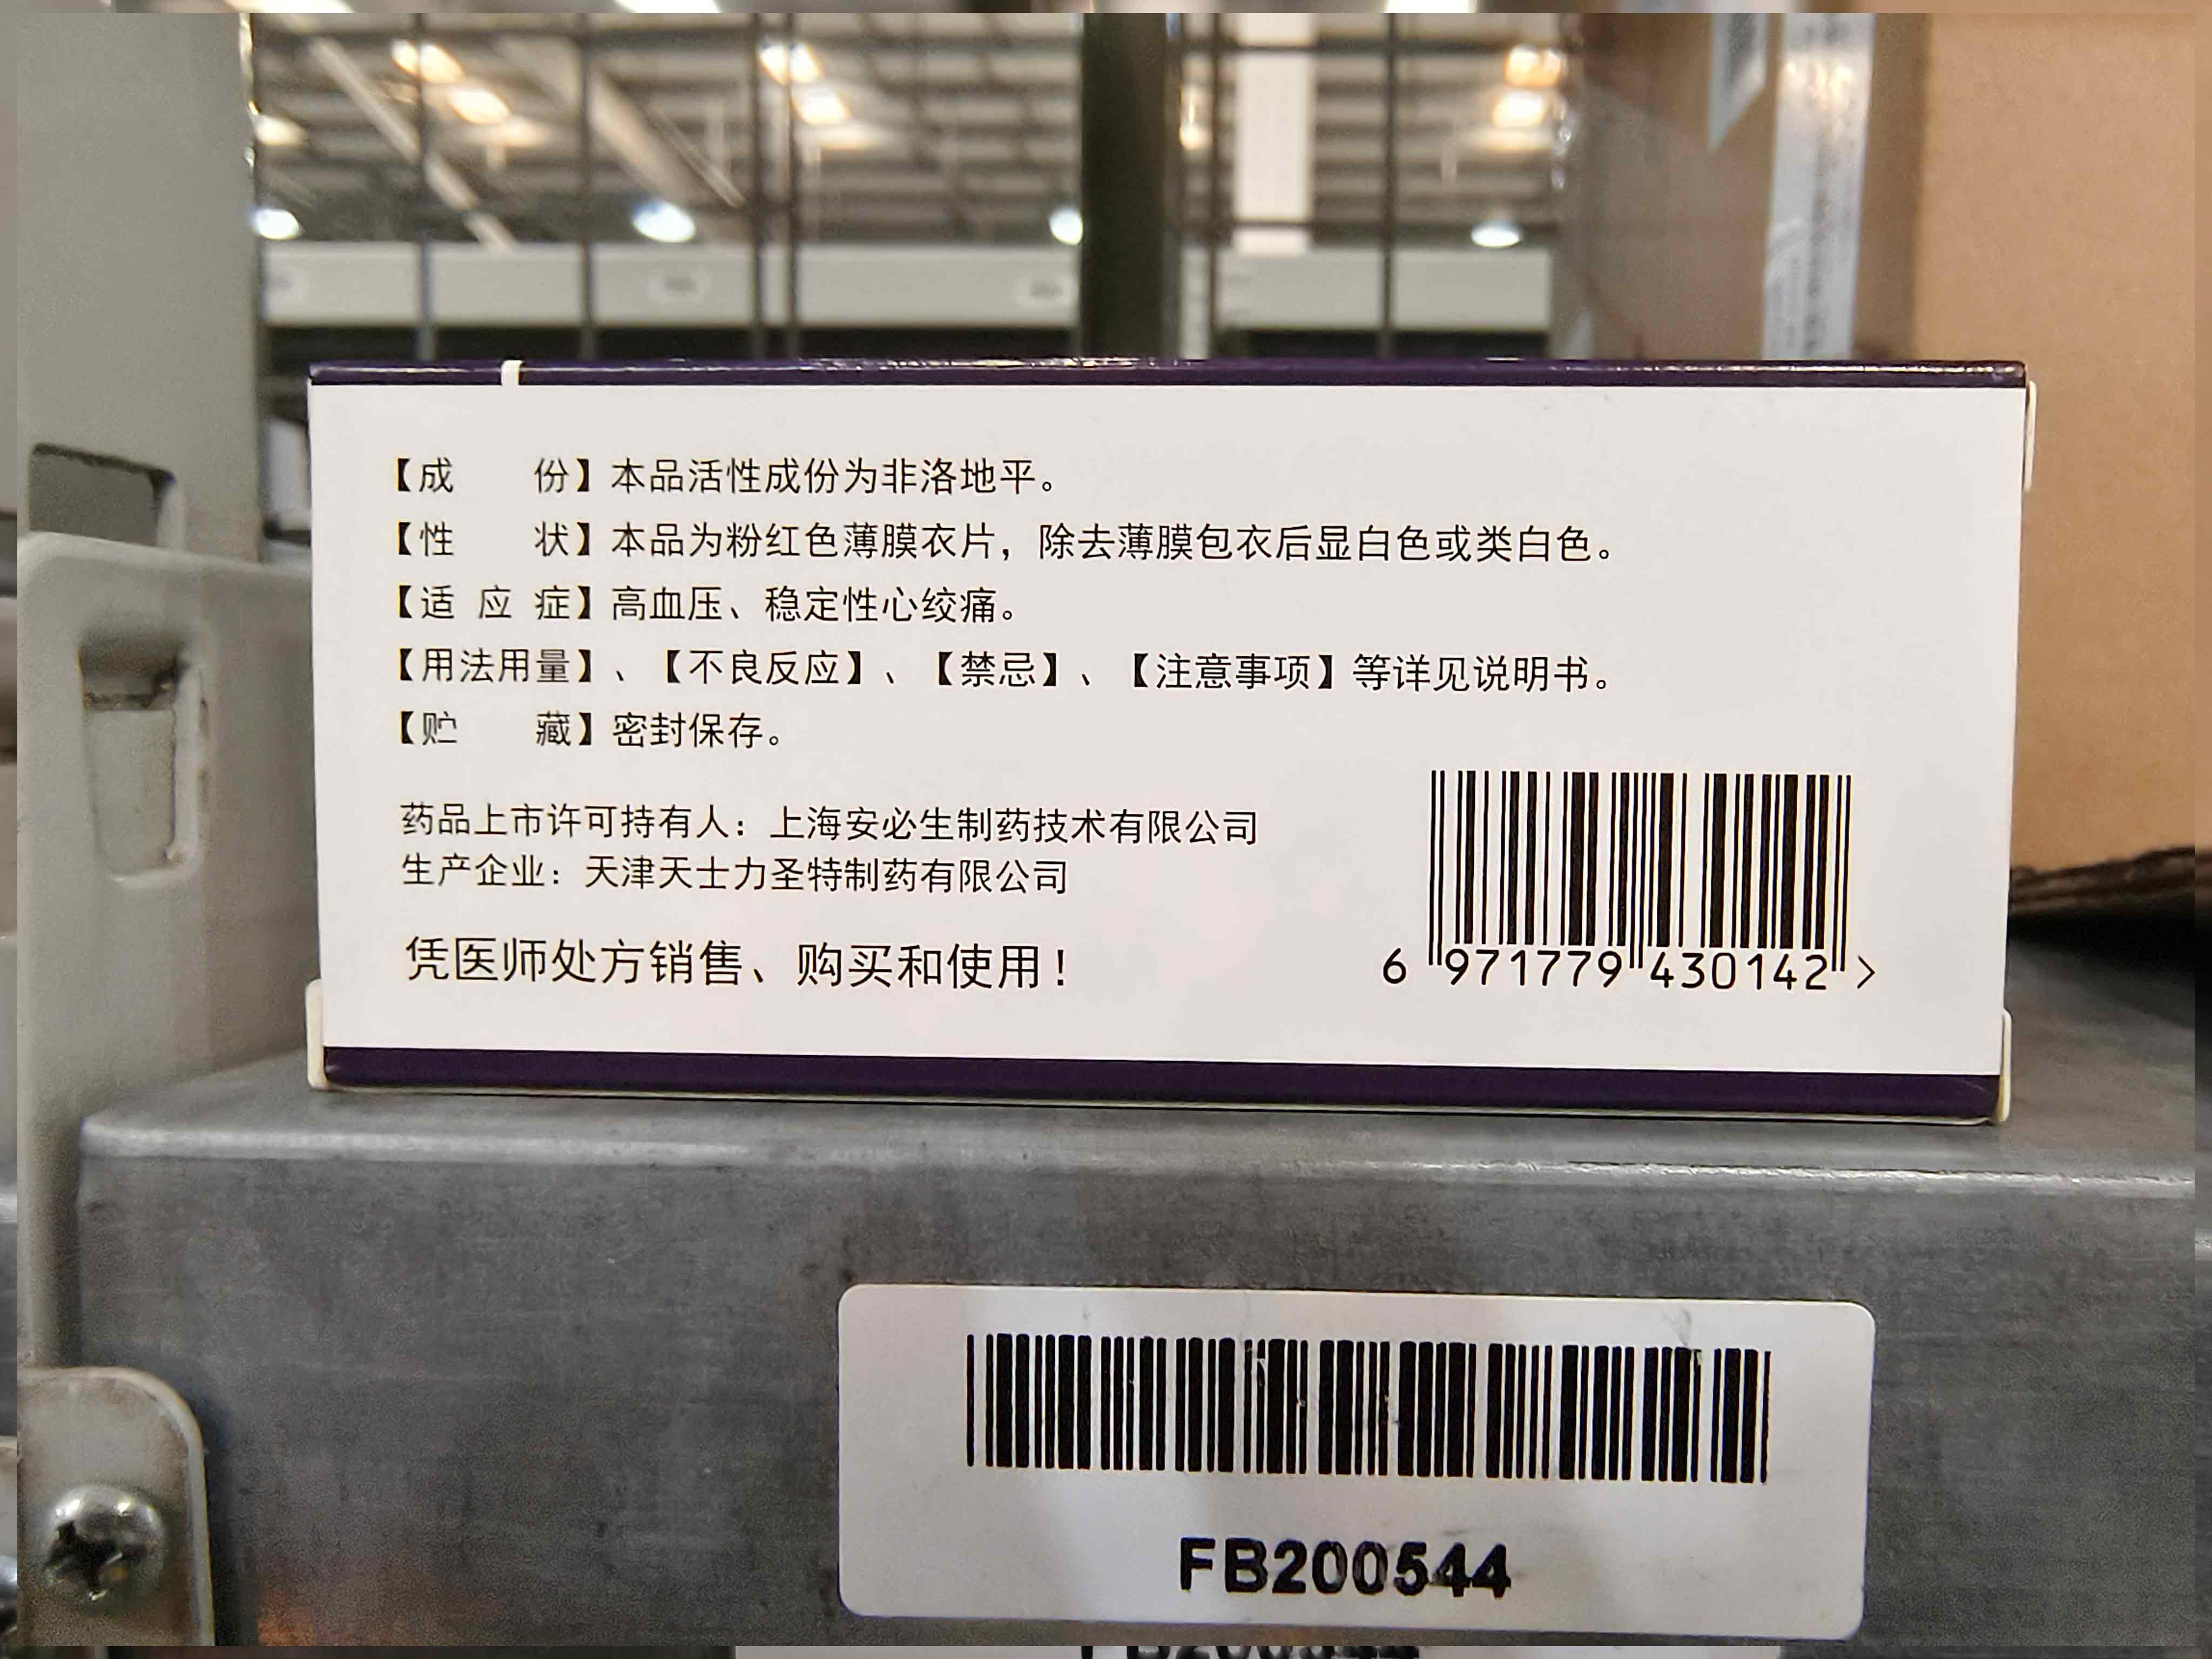 【成 份】本品活性成份为非洛地平。
【性 状】本品为粉红色薄膜衣片，除去薄膜包衣后显白色或类白色。
【适 应 症】高血压、稳定性心绞痛。
【用法用量】、【不良反应】、【禁忌】、【注意事项】等详见说明书。
【贮 藏】密封保存。
药品上市许可持有人：上海安必生制药技术有限公司
生产企业：天津天士力圣特制药有限公司
凭医师处方销售、购买和使用！
6 971779 430142 >
FB200544